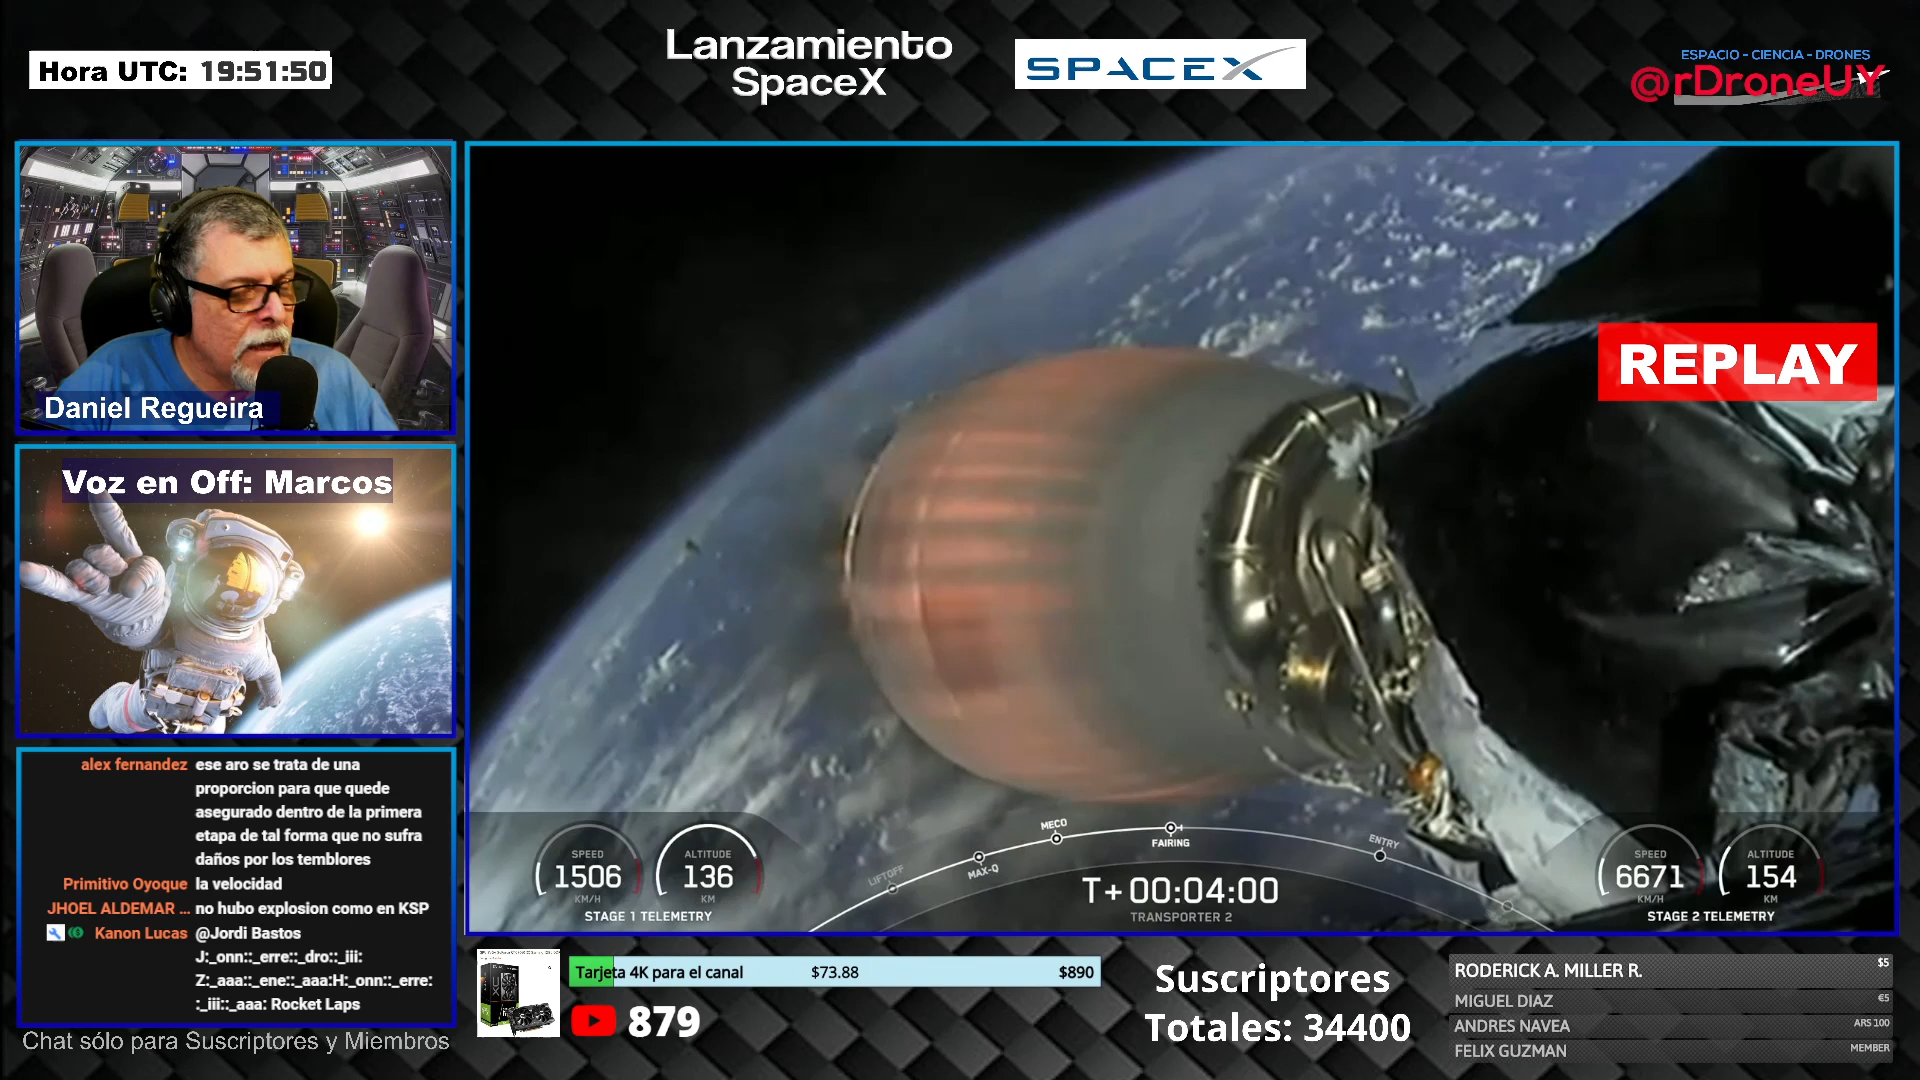 Hora UTC: 19:51:50
Lanzamiento
SpaceX
SPACEX
ESPACIO - CIENCIA - DRONES
@rDroneUY
Daniel Regueira
Voz en Off: Marcos
alex fernandez ese aro se trata de una
proporcion para que quede
asegurado dentro de la primera
etapa de tal forma que no sufra
daños por los temblores
Primitivo Oyoque la velocidad
JHOEL ALDEMAR ... no hubo explosion como en KSP
Kanon Lucas @Jordi Bastos
J:_onn::_erre::_dro::_iii:
Z:_aaa::_ene::_aaa:H:_onn::_erre:
:_iii::_aaa: Rocket Laps
Chat sólo para Suscriptores y Miembros
REPLAY
SPEED
1506
KM/H
ALTITUDE
136
KM
STAGE 1 TELEMETRY
LIFTOFF
MAX-Q
MECO
FAIRING
ENTRY
T+00:04:00
TRANSPORTER 2
SPEED
6671
KM/H
ALTITUDE
154
KM
STAGE 2 TELEMETRY
Tarjeta 4K para el canal $73.88 $890
879
Suscriptores
Totales: 34400
RODERICK A. MILLER R. $5
MIGUEL DIAZ €5
ANDRES NAVEA ARS 100
FELIX GUZMAN MEMBER